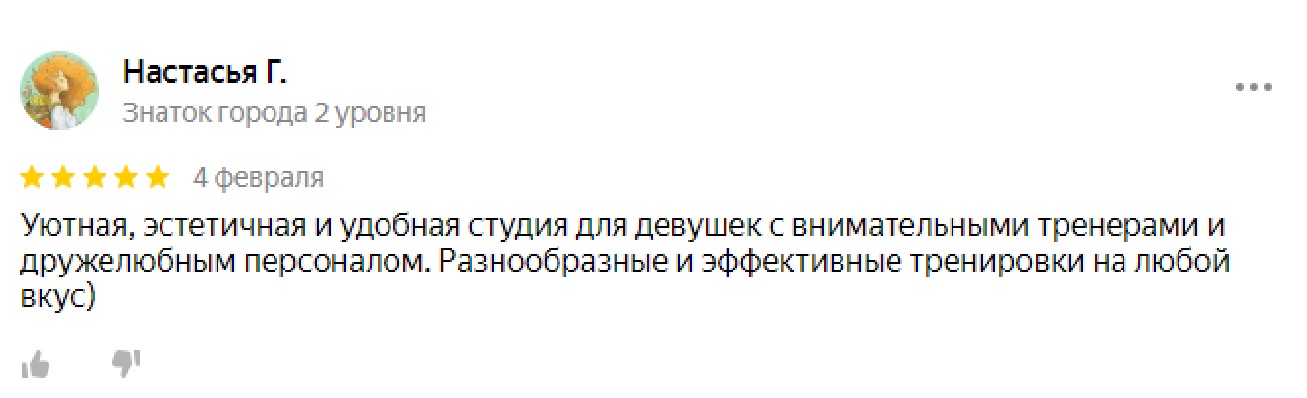 Настасья Г.
Знаток города 2 уровня
4 февраля
Уютная, эстетичная и удобная студия для девушек с внимательными тренерами и
дружелюбным персоналом. Разнообразные и эффективные тренировки на любой
вкус)